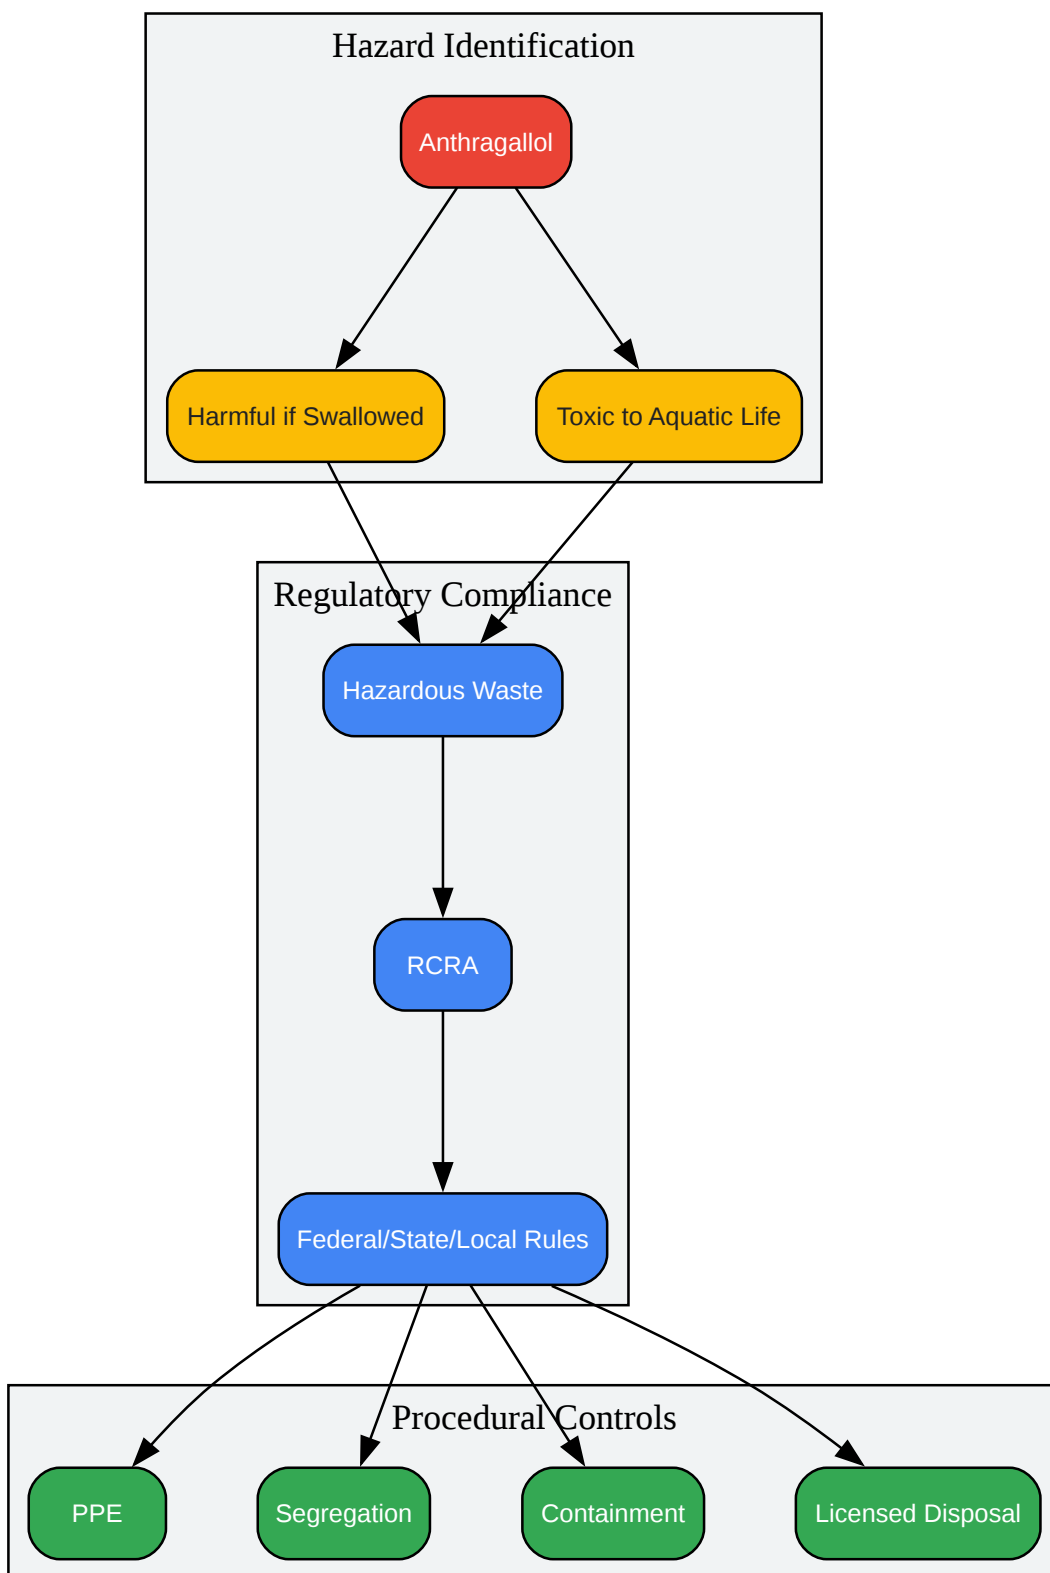 Hazard Identification
Anthragallol
Harmful if Swallowed
Toxic to Aquatic Life
Regulatory Compliance
Hazardous Waste
RCRA
Federal/State/Local Rules
Procedural Controls
PPE
Segregation
Containment
Licensed Disposal